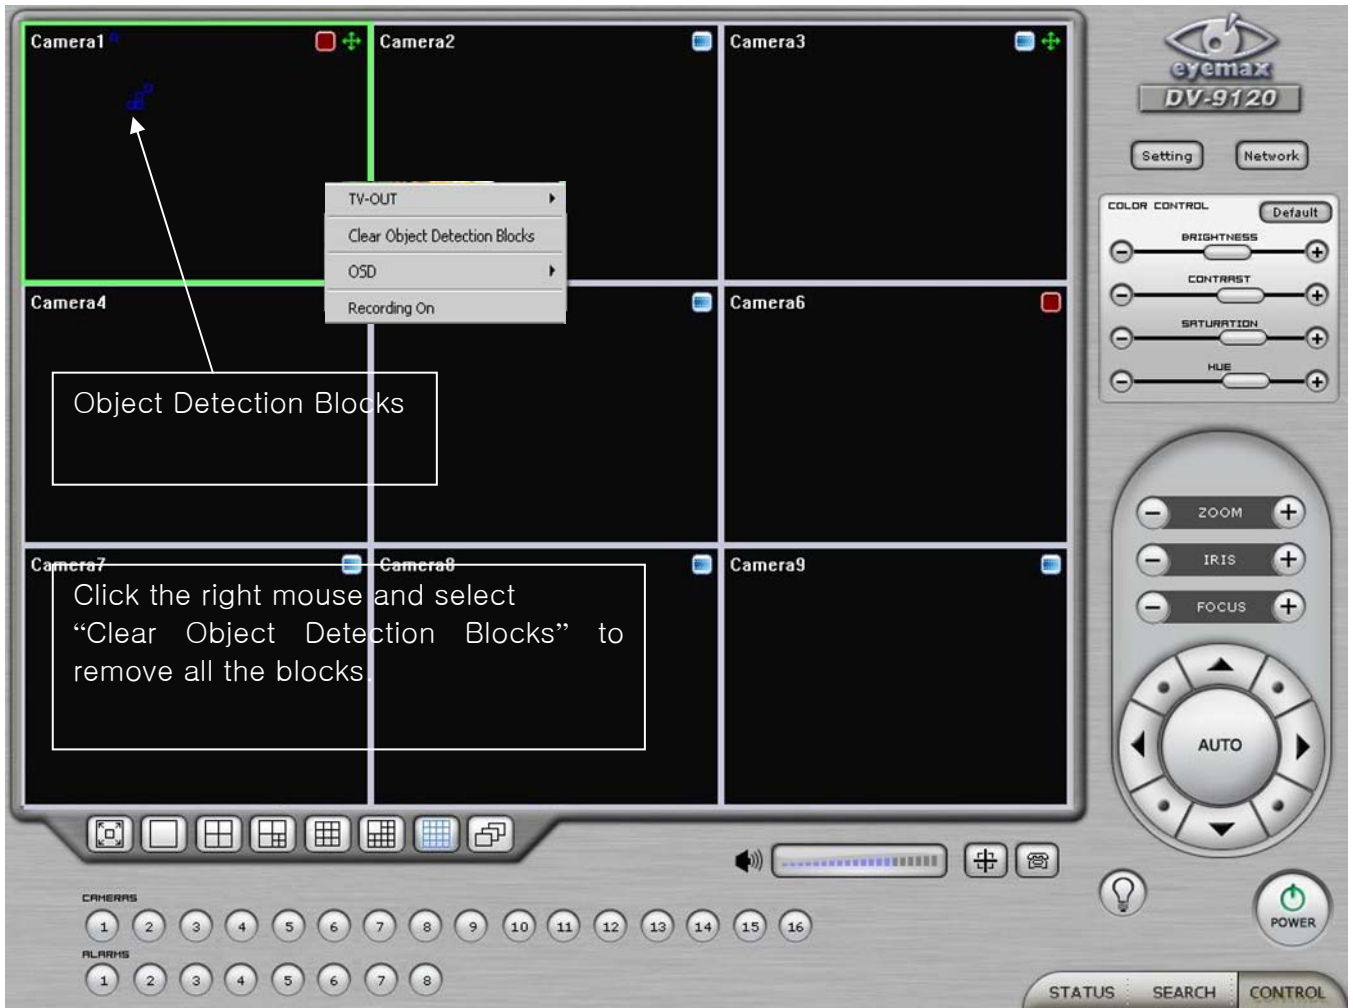 Camera1 R
Camera2
Camera3
eyemax
DV-9120
Setting
Network
COLOR CONTROL
Default
BRIGHTNESS
CONTRAST
SATURATION
HUE
TV-OUT
Clear Object Detection Blocks
OSD
Recording On
Camera4
Camera6
Object Detection Blocks
ZOOM
IRIS
FOCUS
Camera7
Camera8
Camera9
Click the right mouse and select
“Clear Object Detection Blocks” to
remove all the blocks.
AUTO
CAMERAS
1 2 3 4 5 6 7 8 9 10 11 12 13 14 15 16
ALARMS
1 2 3 4 5 6 7 8
POWER
STATUS SEARCH CONTROL